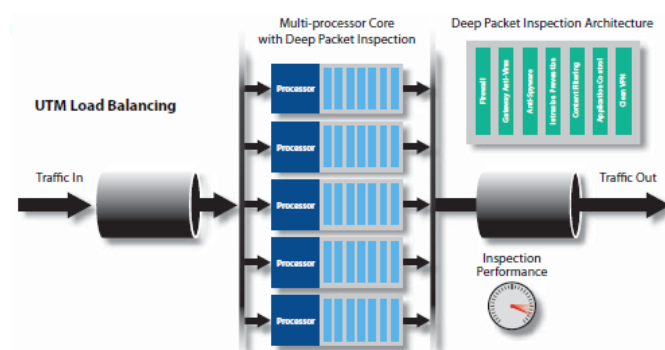 Multi-processor Core
with Deep Packet Inspection
Deep Packet Inspection Architecture
UTM Load Balancing
Traffic In
Processor
Processor
Processor
Processor
Processor
Firewall
Gateway Anti-Virus
Anti-Spyware
Intrusion Prevention
Content Filtering
Application Control
Clean VPN
Traffic Out
Inspection
Performance